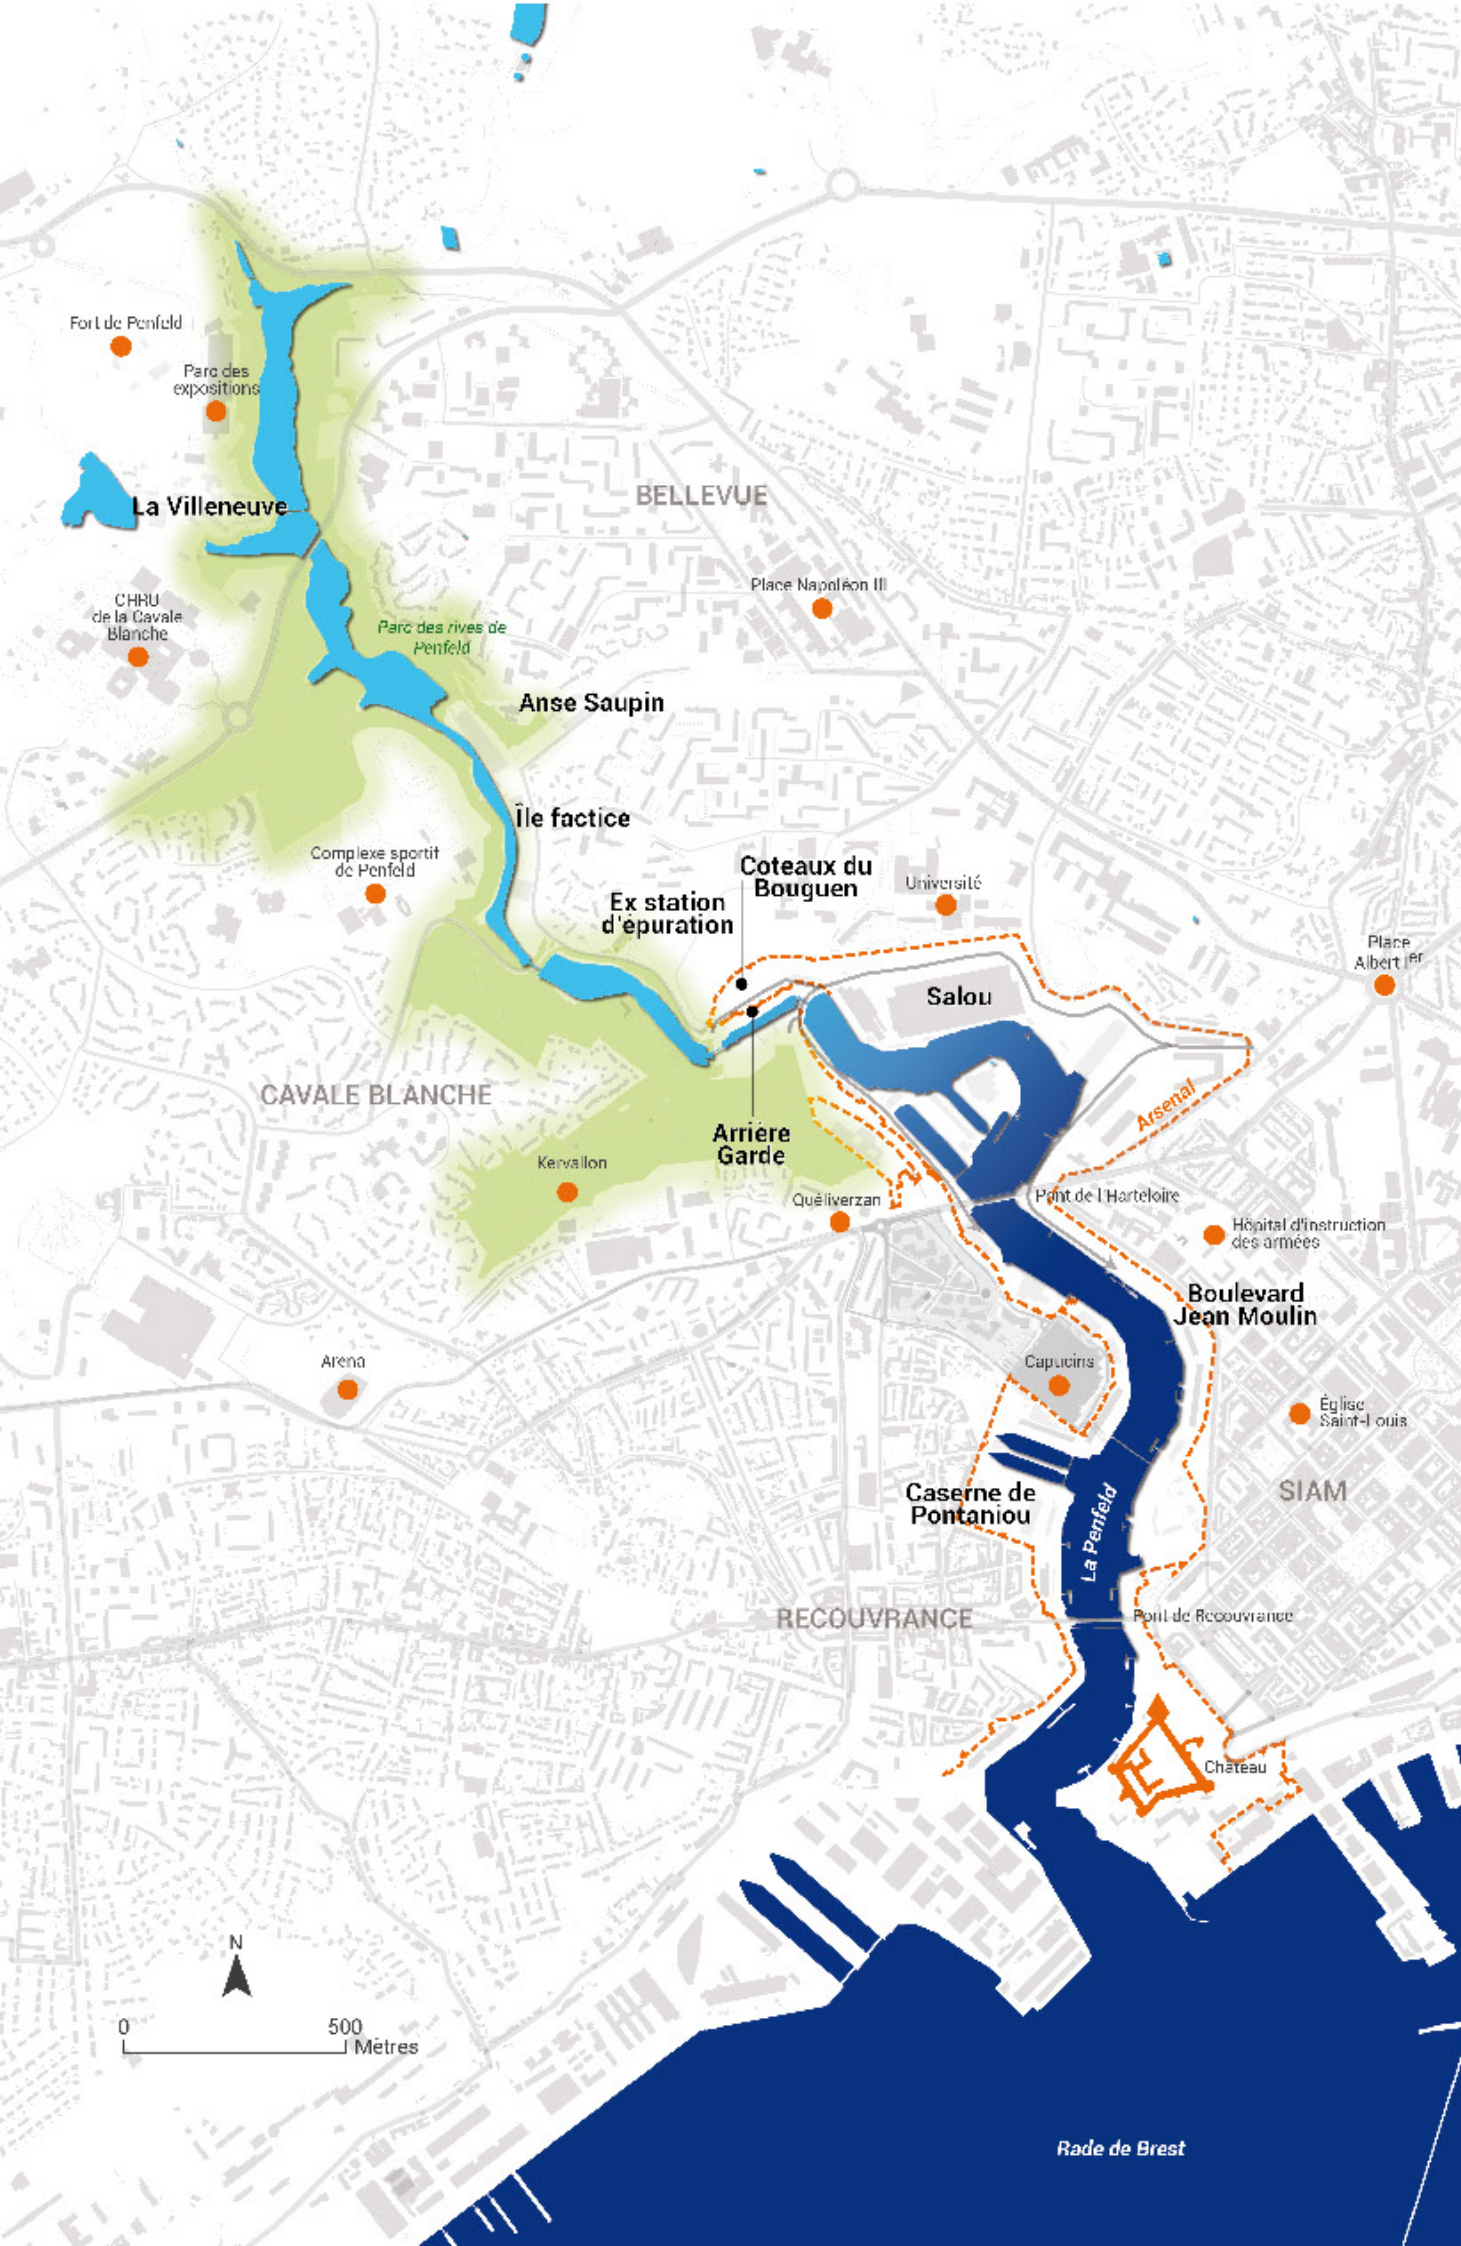 Fort de Penfeld
Parc des
expositions
La Villeneuve
BELLEVUE
CHRU
de la Cavale
Blanche
Place Napoléon III
Parc des rives de
Penfeld
Anse Saupin
Île factice
Complexe sportif
de Penfeld
Coteaux du
Bouguen
Université
Ex station
d'épuration
Place
Albert Ier
Salou
CAVALE BLANCHE
Arsenal
Arrière
Garde
Kervallon
Quéliverzan
Pont de l'Harteloire
Hôpital d'instruction
des armées
Boulevard
Jean Moulin
Arena
Capucins
Église
Saint-Louis
Caserne de
Pontaniou
SIAM
La Penfeld
RECOUVRANCE
Pont de Recouvrance
Château
N
0 500
Mètres
Rade de Brest